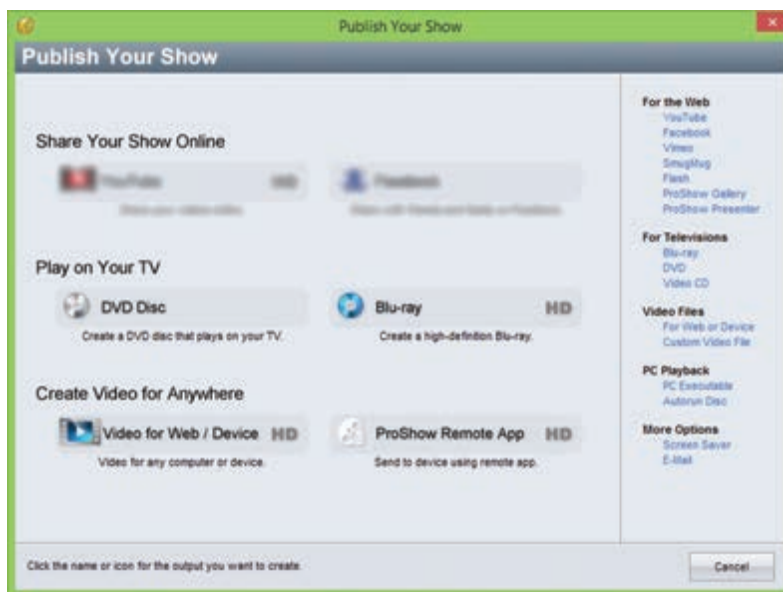 Publish Your Show
Publish Your Show
Share Your Show Online
Play on Your TV
DVD Disc
Create a DVD disc that plays on your TV.
Blu-ray HD
Create a high-definition Blu-ray.
Create Video for Anywhere
Video for Web / Device HD
Video for any computer or device.
ProShow Remote App HD
Send to device using remote app.
For the Web
YouTube
Facebook
Vimeo
SmugMug
Flash
ProShow Gallery
ProShow Presenter
For Televisions
Blu-ray
DVD
Video CD
Video Files
For Web or Device
Custom Video File
PC Playback
PC Executable
Autorun Disc
More Options
Screen Saver
E-Mail
Click the name or icon for the output you want to create.
Cancel